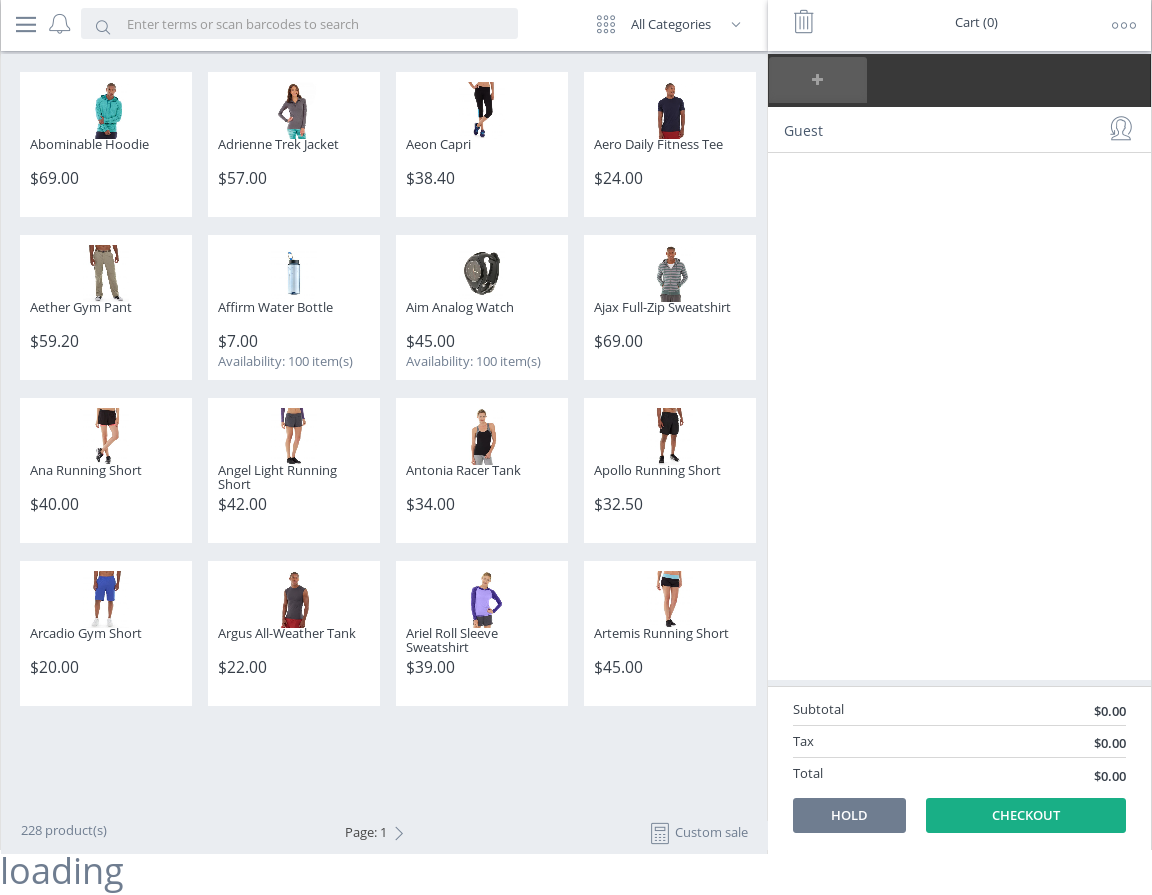 Enter terms or scan barcodes to search
All Categories
Cart (0)
+
Guest
Abominable Hoodie
$69.00
Adrienne Trek Jacket
$57.00
Aeon Capri
$38.40
Aero Daily Fitness Tee
$24.00
Aether Gym Pant
$59.20
Affirm Water Bottle
$7.00
Availability: 100 item(s)
Aim Analog Watch
$45.00
Availability: 100 item(s)
Ajax Full-Zip Sweatshirt
$69.00
Ana Running Short
$40.00
Angel Light Running
Short
$42.00
Antonia Racer Tank
$34.00
Apollo Running Short
$32.50
Arcadio Gym Short
$20.00
Argus All-Weather Tank
$22.00
Ariel Roll Sleeve
Sweatshirt
$39.00
Artemis Running Short
$45.00
Subtotal $0.00
Tax $0.00
Total $0.00
HOLD
CHECKOUT
228 product(s)
Page: 1
Custom sale
loading